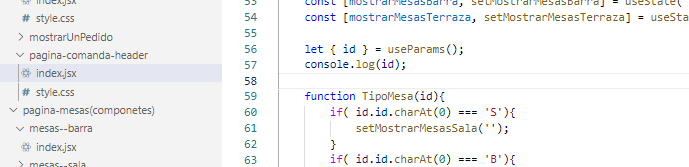 index.jsx
style.css
mostrarUnPedido
pagina-comanda-header
index.jsx
style.css
pagina-mesas(componetes)
mesas--barra
index.jsx
mesas--sala
53 const [mostrarMesasBarra, setMostrarMesasBarra] = useState(
54 const [mostrarMesasTerraza, setMostrarMesasTerraza] = useSta
55
56 let { id } = useParams();
57 console.log(id);
58
59 function TipoMesa(id){
60 if( id.id.charAt(0) === 'S'){
61 setMostrarMesasSala('');
62 }
63 if( id.id.charAt(0) === 'B'){